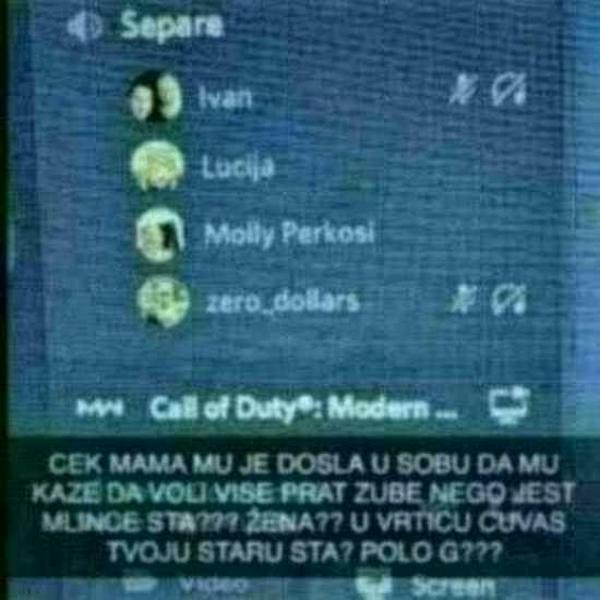 Separe
Ivan
Lucija
Molly Perkosi
zero_dollars
MW Call of Duty®: Modern ...
CEK MAMA MU JE DOSLA U SOBU DA MU
KAZE DA VOLI VISE PRAT ZUBE NEGO JEST
MLINCE STA??? ŽENA?? U VRTICU CUVAS
TVOJU STARU STA? POLO G???
Video Screen